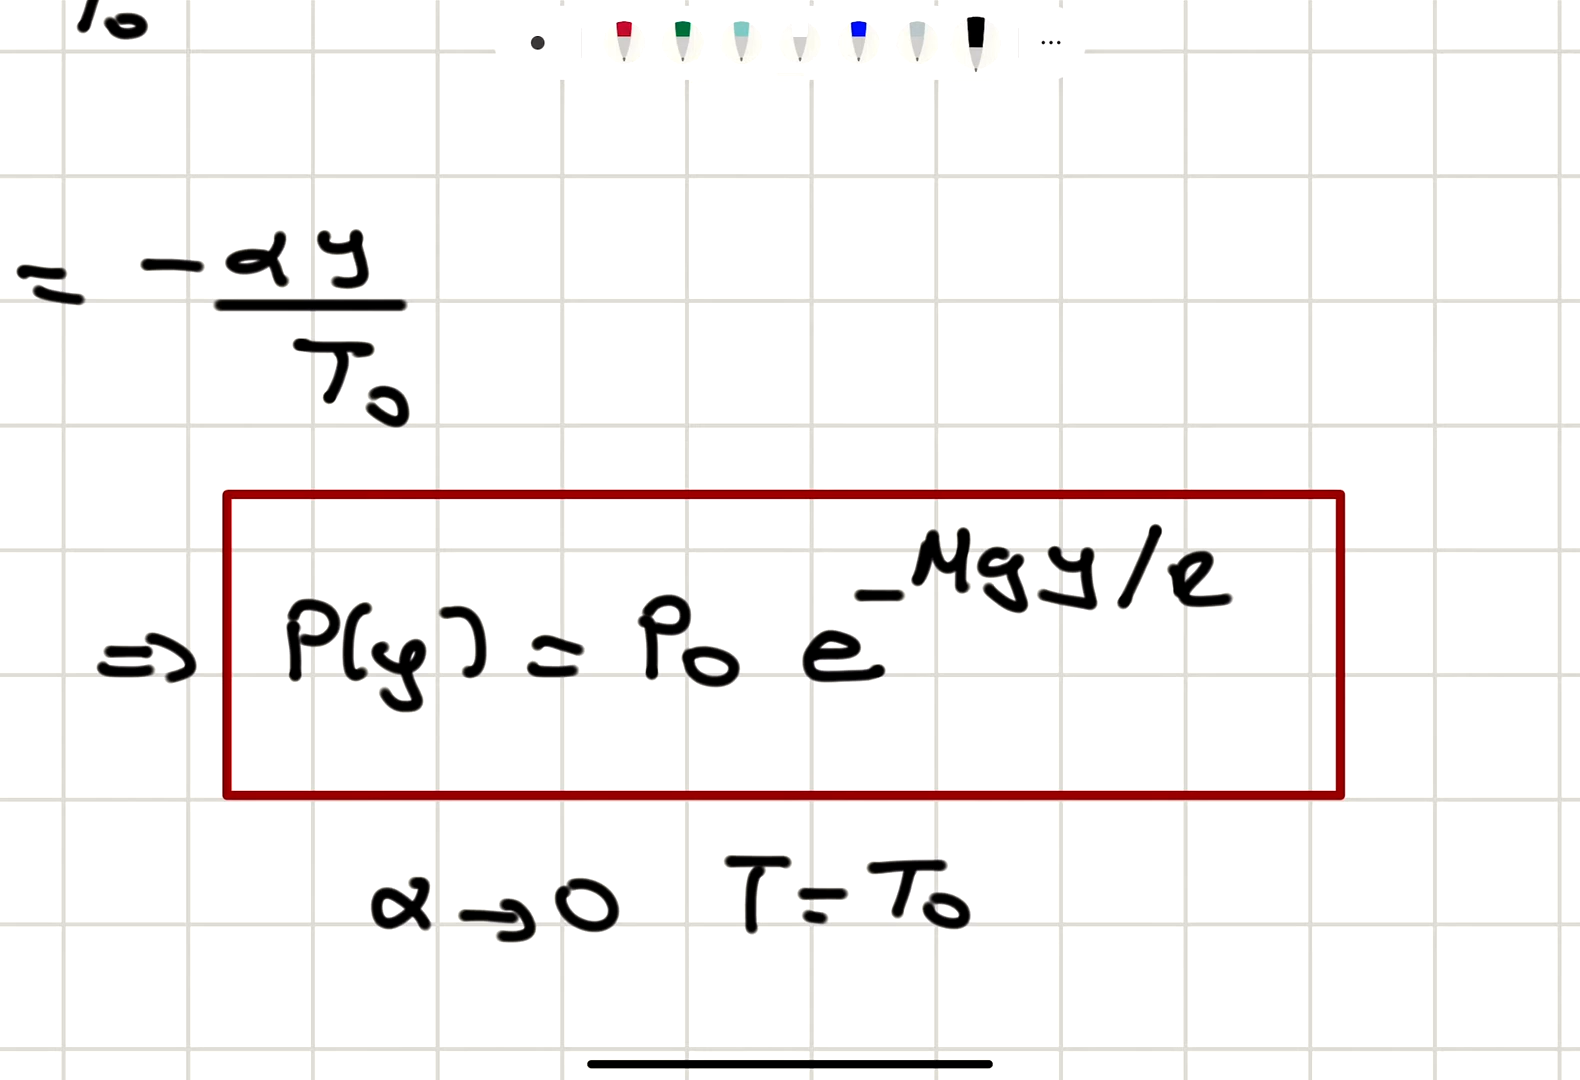 T₀
= -αy / T₀
⇒ P(y) = P₀ e^(-Mgy/R
α → 0 T = T₀